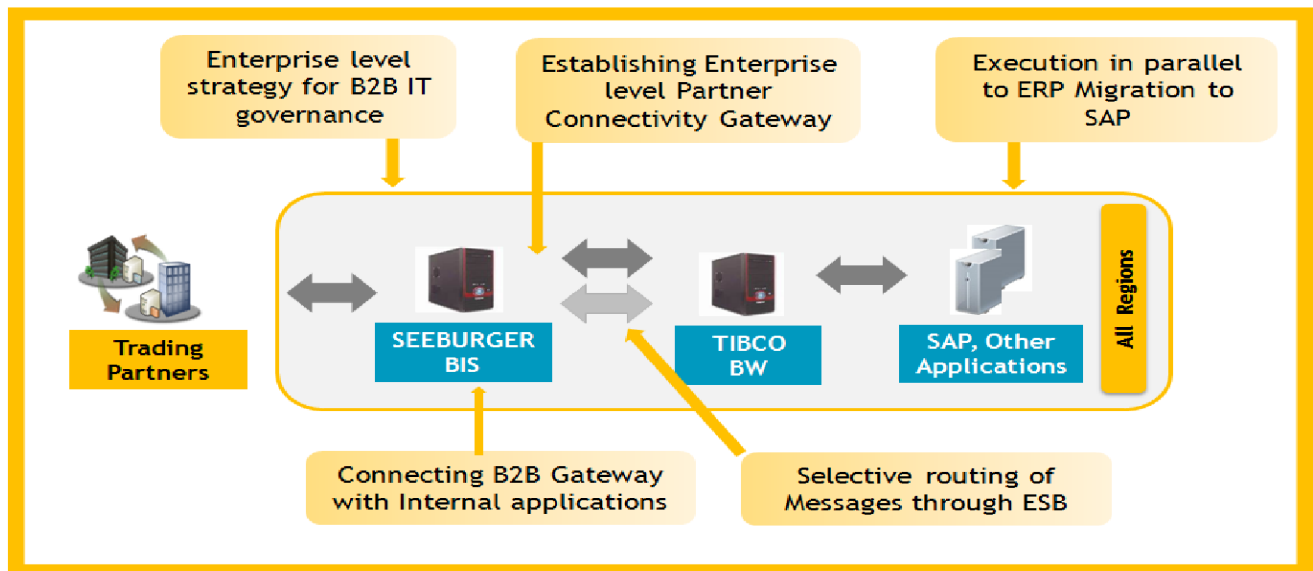 Enterprise level
strategy for B2B IT
governance
Establishing Enterprise
level Partner
Connectivity Gateway
Execution in parallel
to ERP Migration to
SAP
Trading
Partners
SEEBURGER
BIS
TIBCO
BW
SAP, Other
Applications
All Regions
Connecting B2B Gateway
with Internal applications
Selective routing of
Messages through ESB